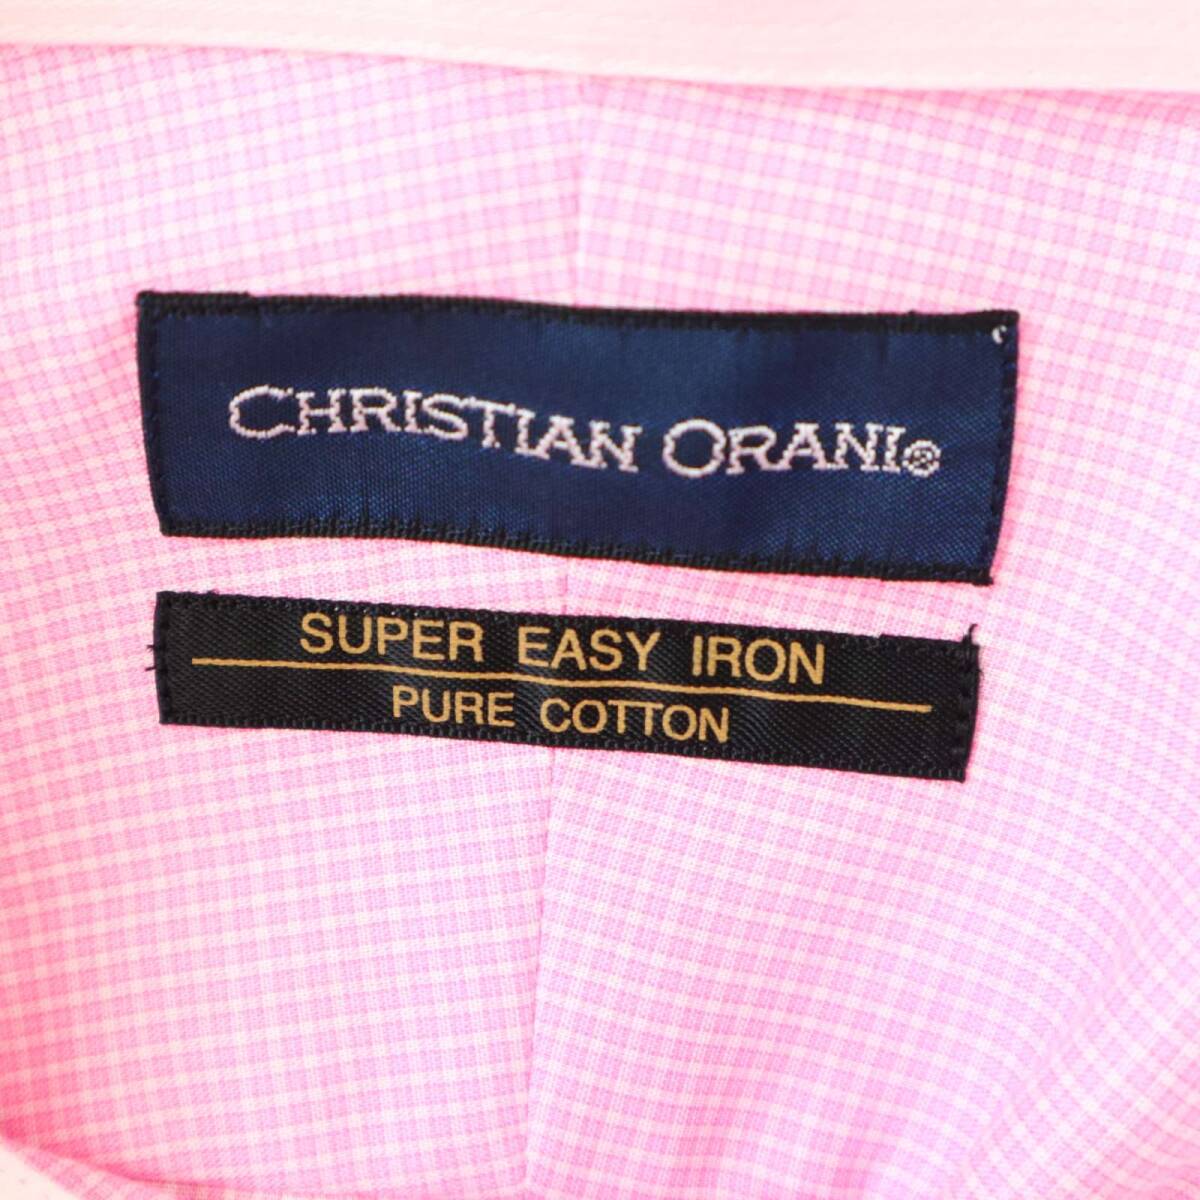 CHRISTIAN ORANI®
SUPER EASY IRON
PURE COTTON